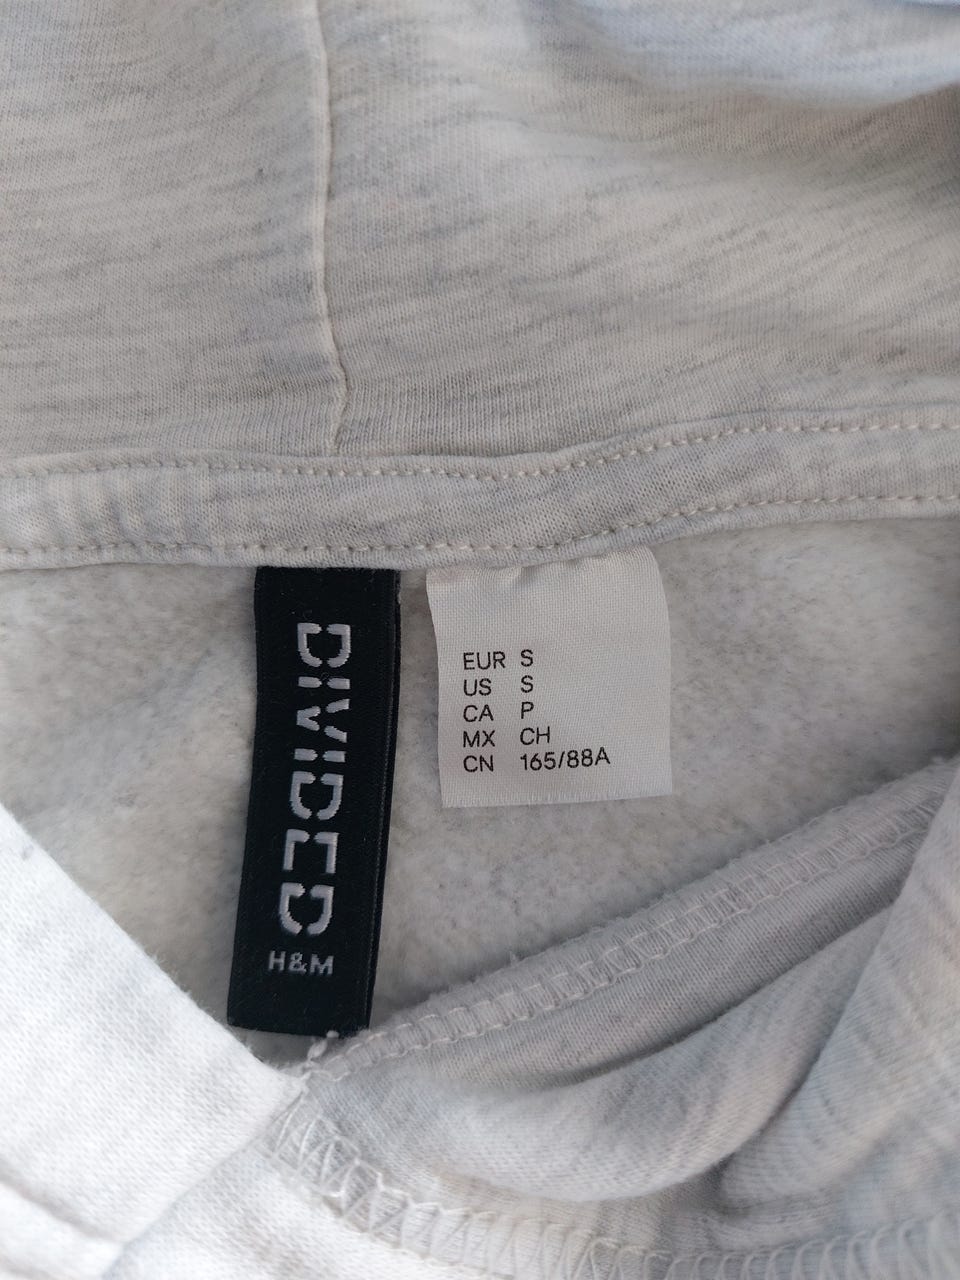 DIVIDED
H&M
EUR S
US S
CA P
MX CH
CN 165/88A